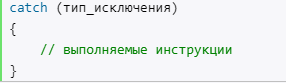 catch (тип_исключения)
{
    // выполняемые инструкции
}